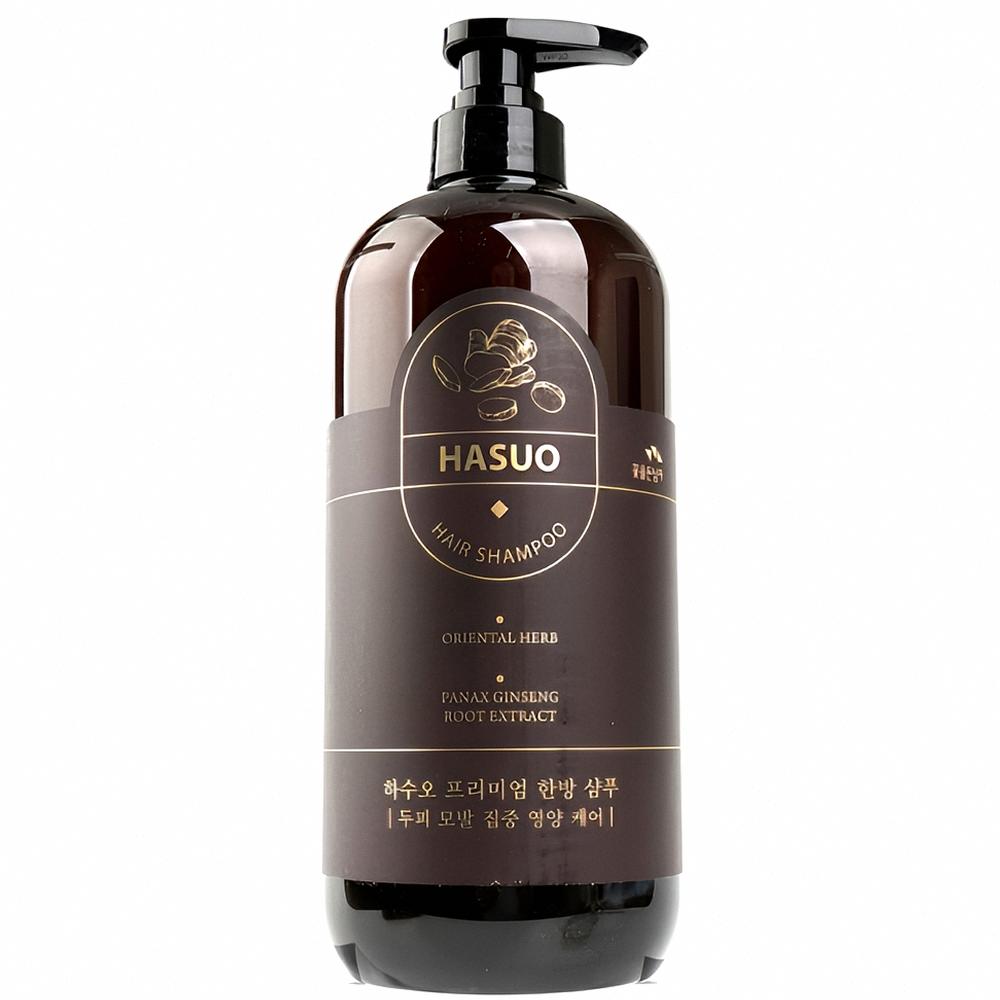 HASUO
HAIR SHAMPOO
ORIENTAL HERB
PANAX GINSENG
ROOT EXTRACT
하수오 프리미엄 한방 샴푸
| 두피 모발 집중 영양 케어 |